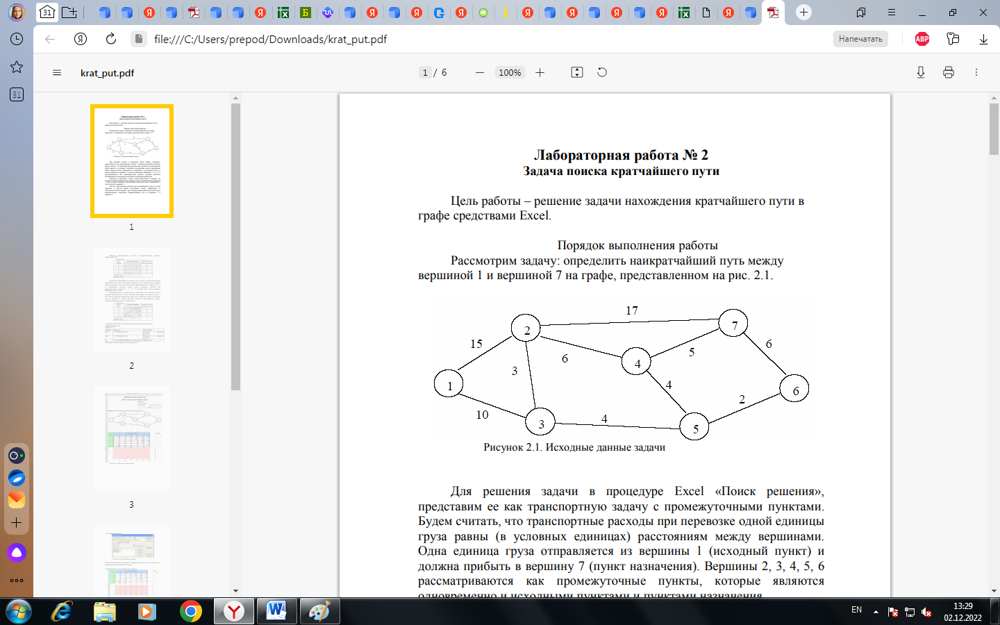 31
file:///C:/Users/prepod/Downloads/krat_put.pdf
Напечатать
ABP
31
krat_put.pdf
1 / 6
100%
1
2
3
Лабораторная работа № 2
Задача поиска кратчайшего пути
Цель работы – решение задачи нахождения кратчайшего пути в
графе средствами Excel.
Порядок выполнения работы
Рассмотрим задачу: определить наикратчайший путь между
вершиной 1 и вершиной 7 на графе, представленном на рис. 2.1.
17
2
7
15
6
6
5
3
4
1
4
6
2
10
4
3
5
Рисунок 2.1. Исходные данные задачи
Для решения задачи в процедуре Excel «Поиск решения»,
представим ее как транспортную задачу с промежуточными пунктами.
Будем считать, что транспортные расходы при перевозке одной единицы
груза равны (в условных единицах) расстояниям между вершинами.
Одна единица груза отправляется из вершины 1 (исходный пункт) и
должна прибыть в вершину 7 (пункт назначения). Вершины 2, 3, 4, 5, 6
рассматриваются как промежуточные пункты, которые являются
одновременно и исходными пунктами и пунктами назначения.
EN
13:29
02.12.2022